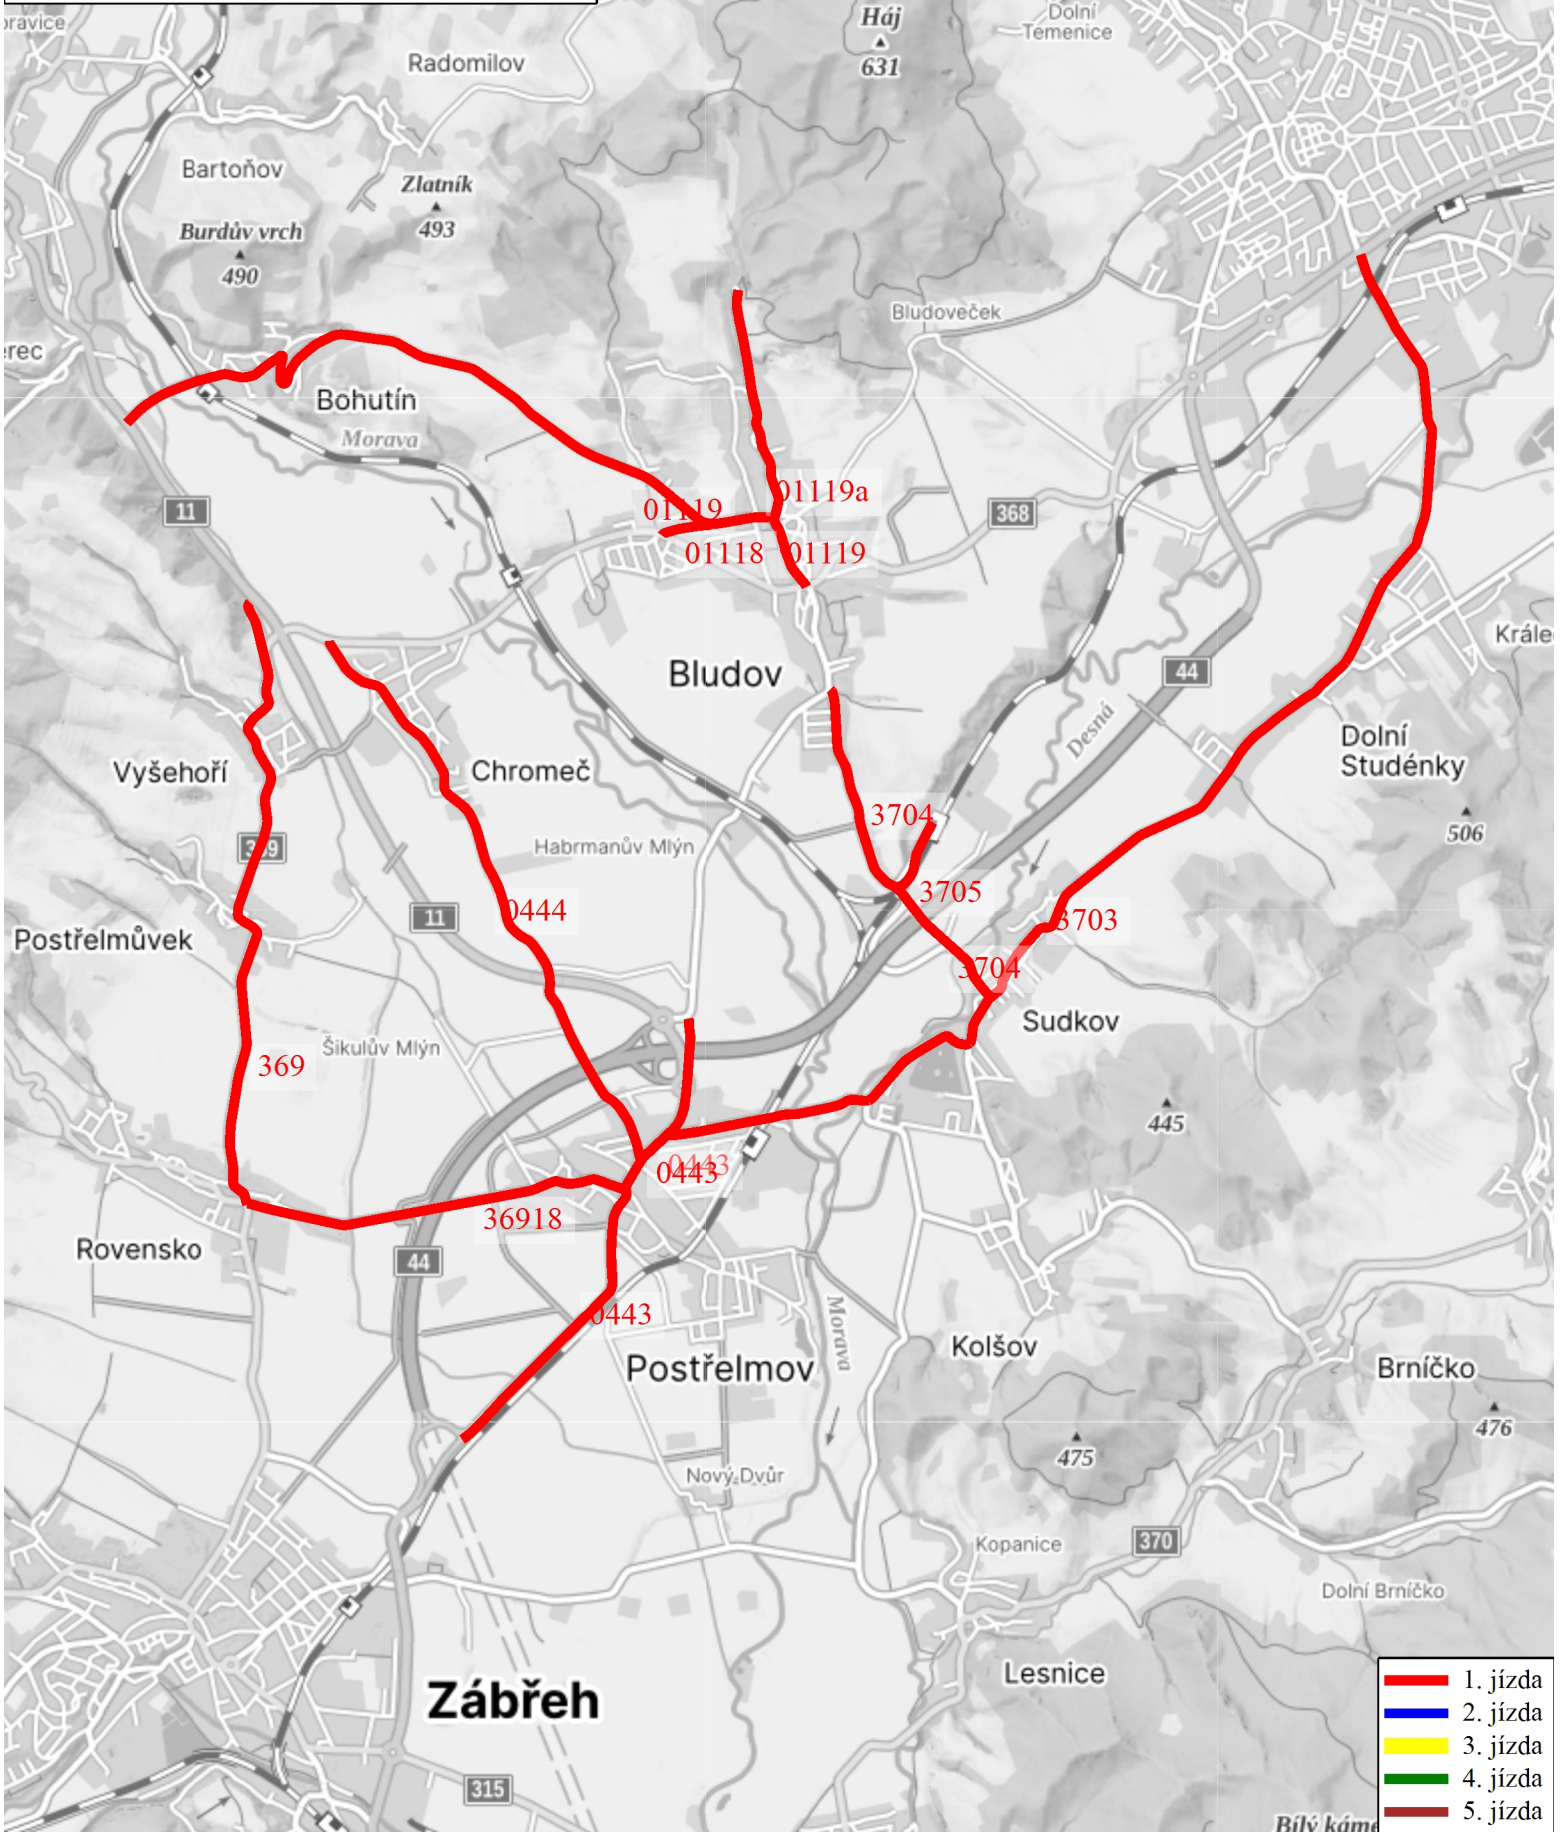 Háj
631
Dolní
Temenice
Radomilov
Bartoňov
Zlatník
493
Burdův vrch
490
Bludoveček
Bohutín
Morava
01119a
01119
11
368
01118
01119
Bludov
44
Desná
Dolní
Studénky
Vyšehoří
Chromeč
3704
506
Habrmanův Mlýn
3705
0444
11
3703
Postřelmůvek
3704
Sudkov
Šikulův Mlýn
369
445
0443
0443
36918
Rovensko
44
0443
Morava
Kolšov
Postřelmov
Brníčko
476
475
Nový Dvůr
Kopanice
370
Dolní Brníčko
Lesnice
Zábřeh
1. jízda
2. jízda
3. jízda
4. jízda
5. jízda
315